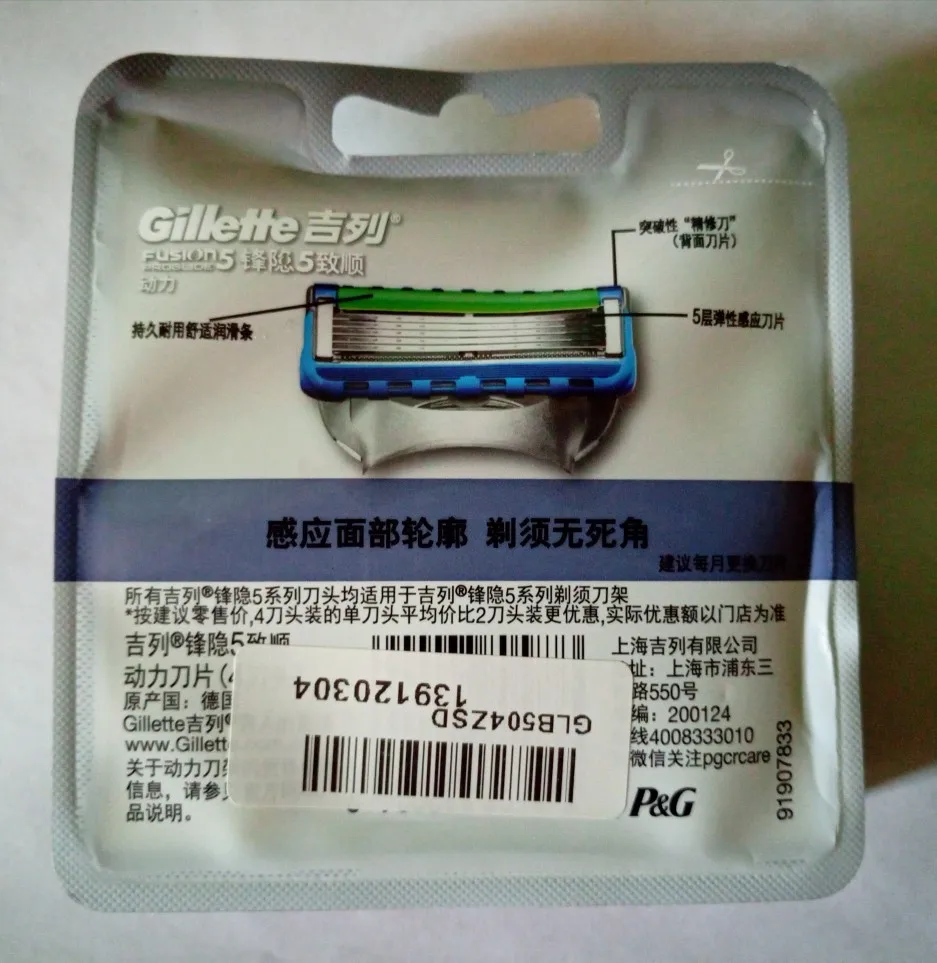 Gillette 吉列®
FUSION5 锋隐5致顺
PROGLIDE
动力
突破性“精修刀”
(背面刀片)
持久耐用舒适润滑条
5层弹性感应刀片
感应面部轮廓 剃须无死角
建议每月更换刀
所有吉列®锋隐5系列刀头均适用于吉列®锋隐5系列剃须刀架
*按建议零售价,4刀头装的单刀头平均价比2刀头装更优惠,实际优惠额以门店为准
吉列®锋隐5致顺
动力刀片(4
原产国：德国
Gillette吉列®
www.Gillett
关于动力刀架
信息，请参
品说明。
139120304
GLB504ZSD
上海吉列有限公司
址：上海市浦东三
路550号
编：200124
线4008333010
微信关注pgcrcare
P&G
91907833